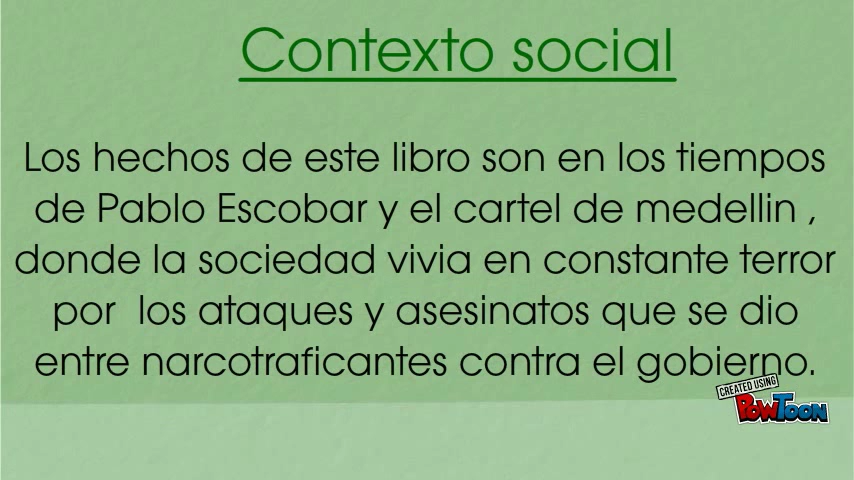 Contexto social
Los hechos de este libro son en los tiempos
de Pablo Escobar y el cartel de medellin ,
donde la sociedad vivia en constante terror
por  los ataques y asesinatos que se dio
entre narcotraficantes contra el gobierno.
CREATED USING
POWTOON